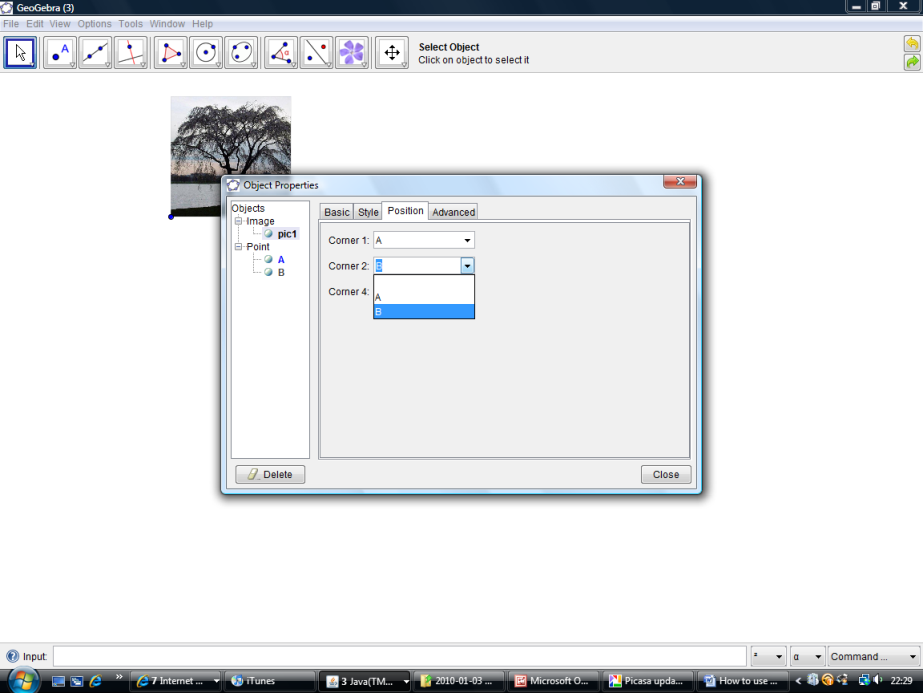 GeoGebra (3)
File Edit View Options Tools Window Help
A
Select Object
Click on object to select it
Object Properties
Objects
Image
pic1
Point
A
B
Basic Style Position Advanced
Corner 1: A
Corner 2: B
Corner 4:
A
B
Delete
Close
Input:
² α Command ...
7 Internet ... iTunes 3 Java(TM... 2010-01-03 ... Microsoft O... Picasa upda... How to use ... 22:29